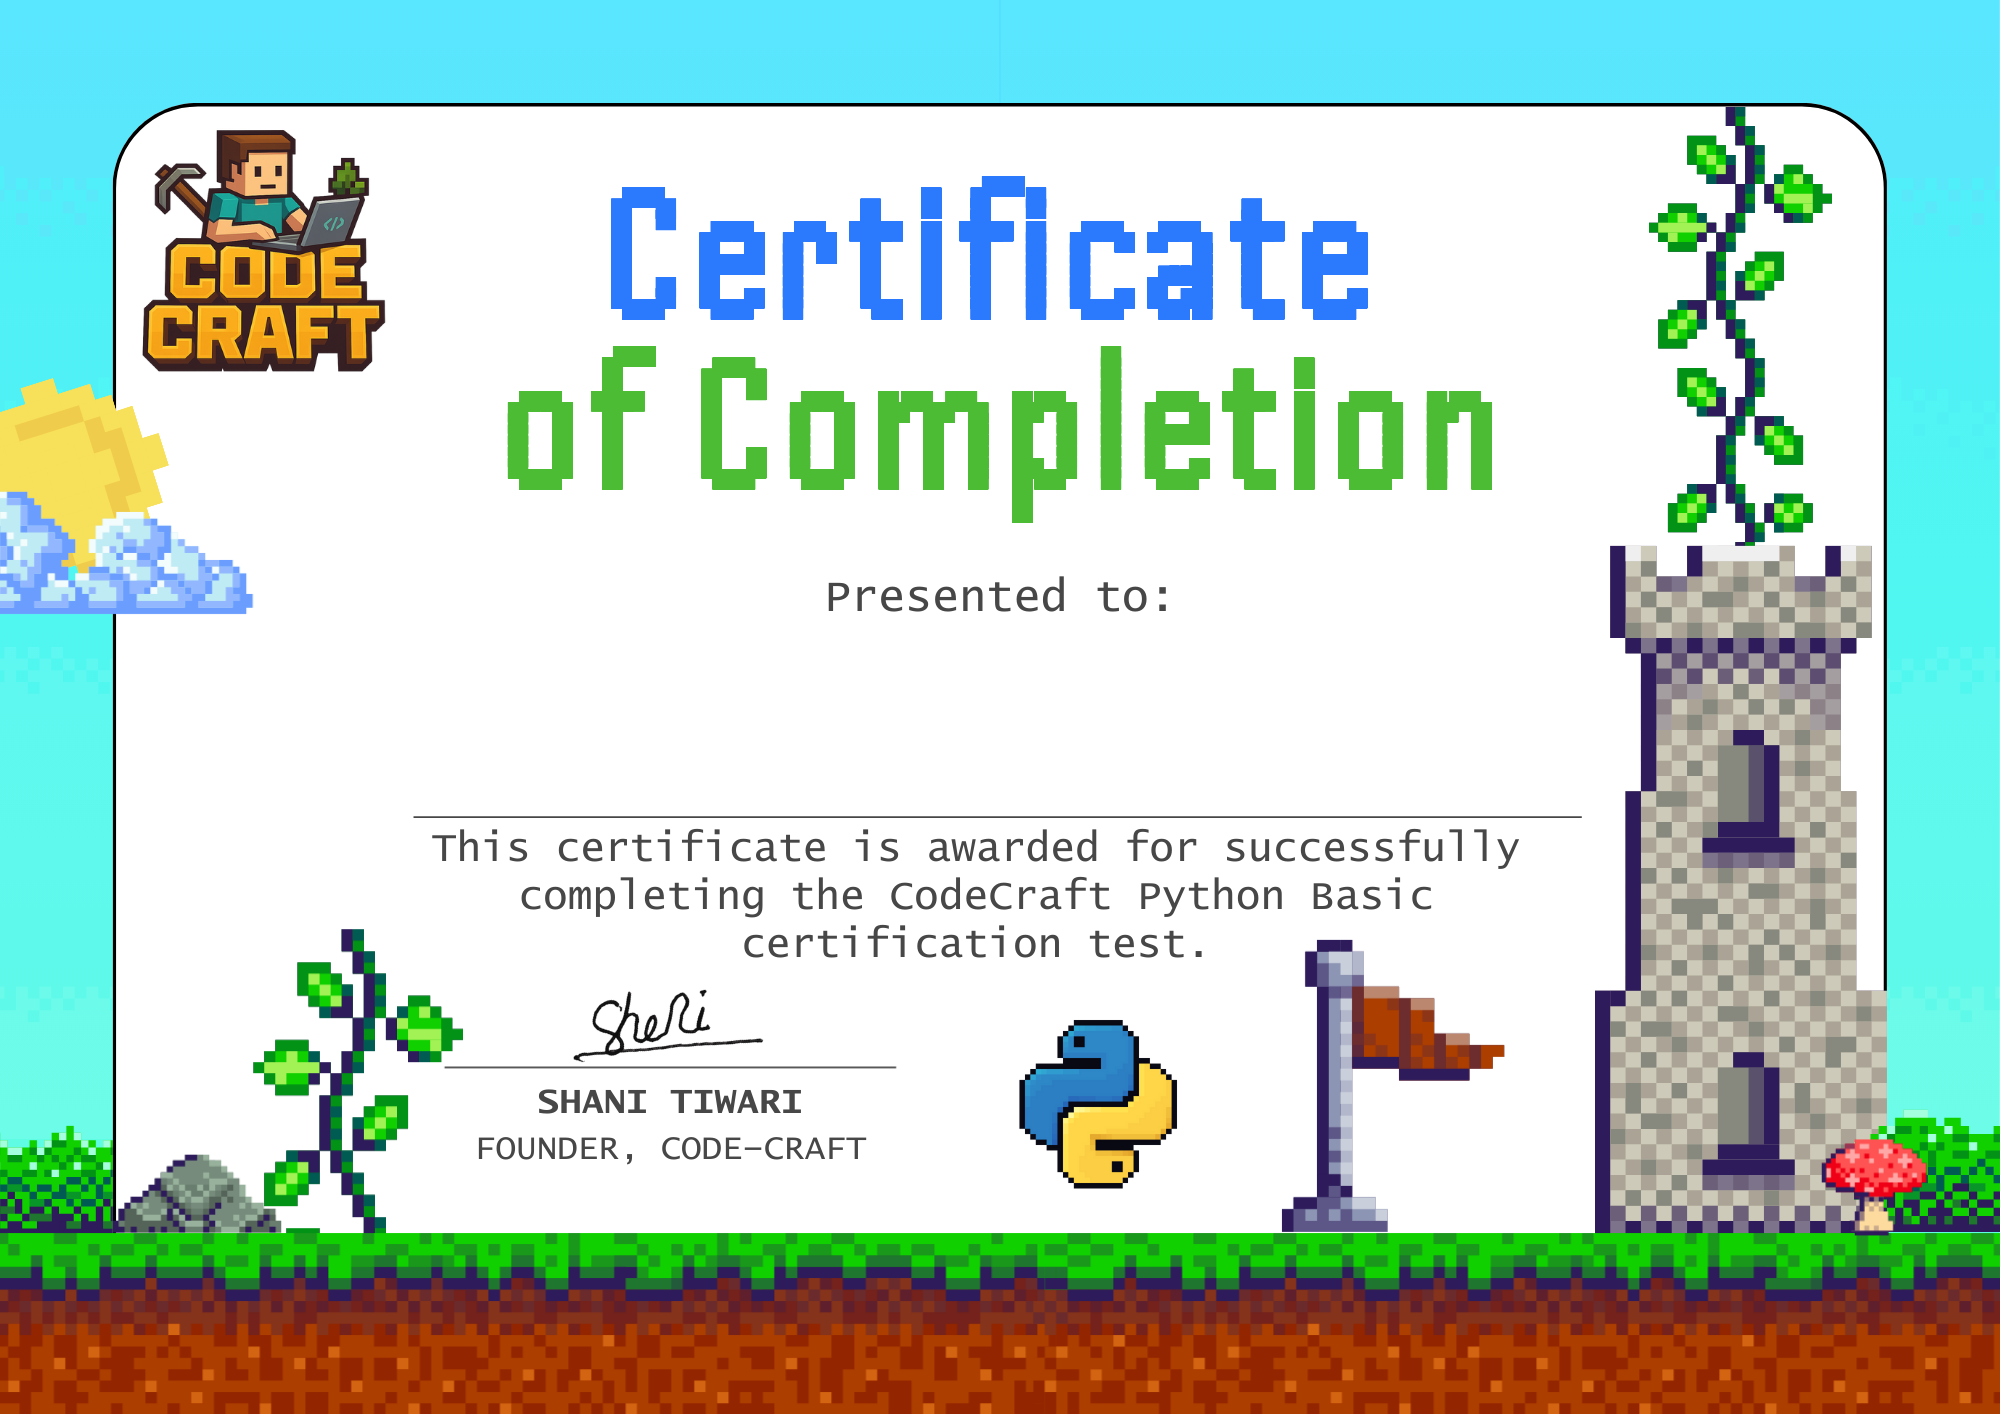 CODE
CRAFT
</>
Certificate
of Completion
Presented to:
This certificate is awarded for successfully
completing the CodeCraft Python Basic
certification test.
Sheri
SHANI TIWARI
FOUNDER, CODE-CRAFT